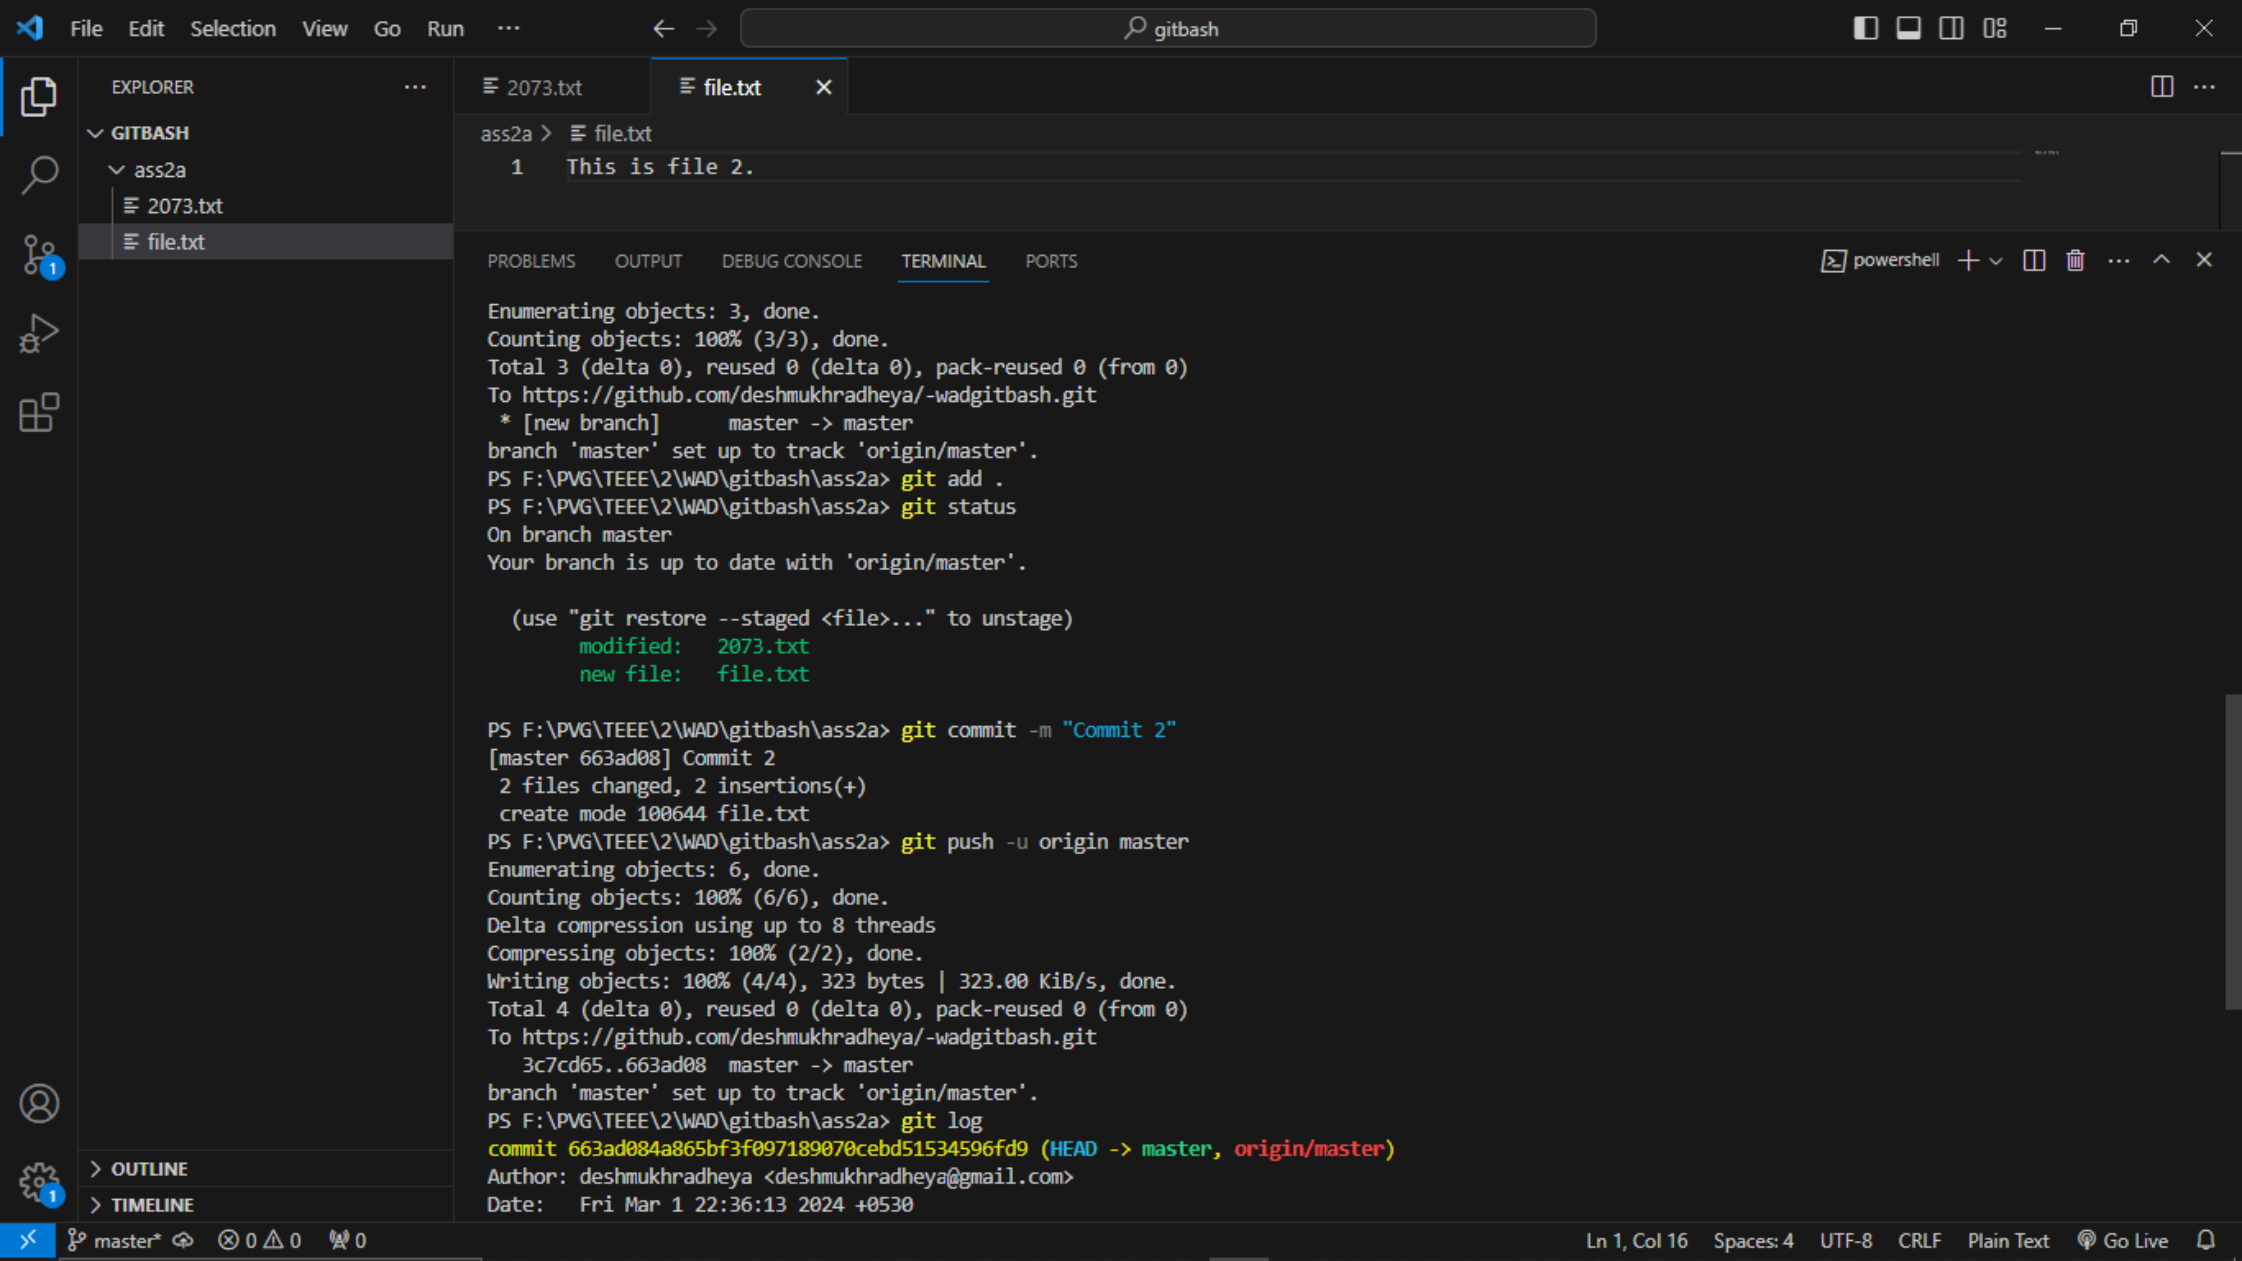 File Edit Selection View Go Run ··· gitbash
EXPLORER ···
GITBASH
ass2a
2073.txt
file.txt
OUTLINE
TIMELINE
2073.txt file.txt
ass2a > file.txt
1 This is file 2.
PROBLEMS OUTPUT DEBUG CONSOLE TERMINAL PORTS powershell
Enumerating objects: 3, done.
Counting objects: 100% (3/3), done.
Total 3 (delta 0), reused 0 (delta 0), pack-reused 0 (from 0)
To https://github.com/deshmukhradheya/-wadgitbash.git
* [new branch] master -> master
branch 'master' set up to track 'origin/master'.
PS F:\PVG\TEEE\2\WAD\gitbash\ass2a> git add .
PS F:\PVG\TEEE\2\WAD\gitbash\ass2a> git status
On branch master
Your branch is up to date with 'origin/master'.
(use "git restore --staged <file>..." to unstage)
modified: 2073.txt
new file: file.txt
PS F:\PVG\TEEE\2\WAD\gitbash\ass2a> git commit -m "Commit 2"
[master 663ad08] Commit 2
2 files changed, 2 insertions(+)
create mode 100644 file.txt
PS F:\PVG\TEEE\2\WAD\gitbash\ass2a> git push -u origin master
Enumerating objects: 6, done.
Counting objects: 100% (6/6), done.
Delta compression using up to 8 threads
Compressing objects: 100% (2/2), done.
Writing objects: 100% (4/4), 323 bytes | 323.00 KiB/s, done.
Total 4 (delta 0), reused 0 (delta 0), pack-reused 0 (from 0)
To https://github.com/deshmukhradheya/-wadgitbash.git
3c7cd65..663ad08 master -> master
branch 'master' set up to track 'origin/master'.
PS F:\PVG\TEEE\2\WAD\gitbash\ass2a> git log
commit 663ad084a865bf3f097189070cebd51534596fd9 (HEAD -> master, origin/master)
Author: deshmukhradheya <deshmukhradheya@gmail.com>
Date: Fri Mar 1 22:36:13 2024 +0530
1
1
master* 0 0 0 Ln 1, Col 16 Spaces: 4 UTF-8 CRLF Plain Text Go Live